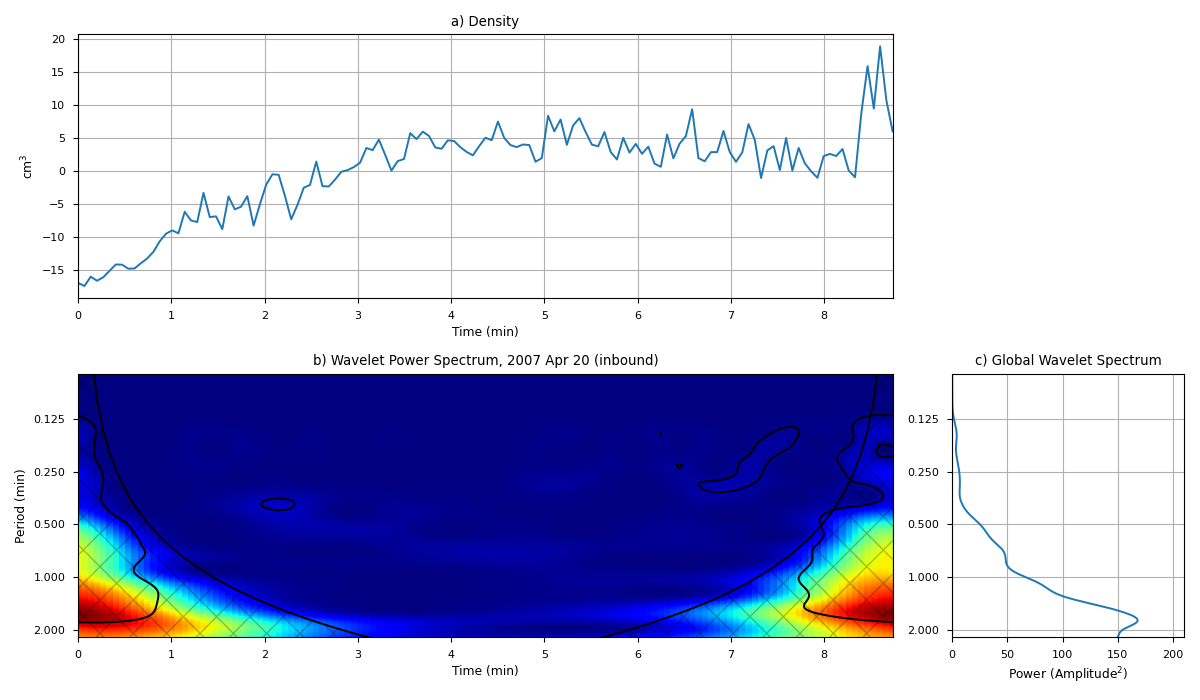 a) Density
20
15
10
5
0
−5
−10
−15
cm³
0 1 2 3 4 5 6 7 8
Time (min)
b) Wavelet Power Spectrum, 2007 Apr 20 (inbound)
0.125
0.250
0.500
1.000
2.000
Period (min)
0 1 2 3 4 5 6 7 8
Time (min)
c) Global Wavelet Spectrum
0.125
0.250
0.500
1.000
2.000
0 50 100 150 200
Power (Amplitude²)